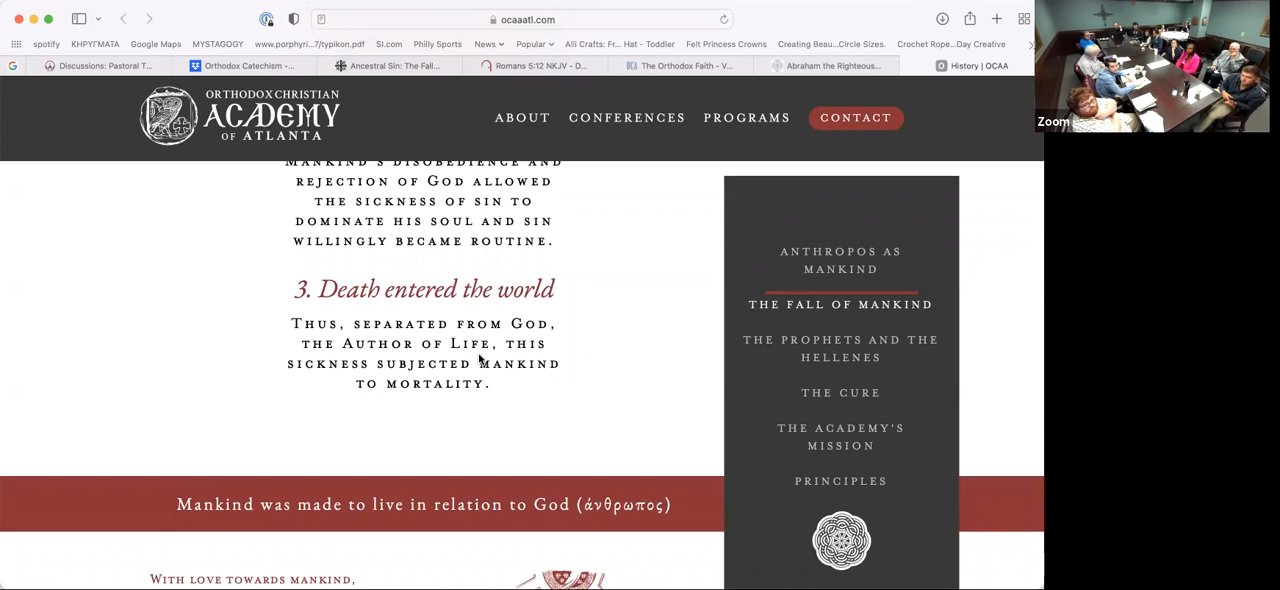 ocaaatl.com
spotify
ΚΗΡΥΓΜΑΤΑ
Google Maps
MYSTAGOGY
www.porphyri...7/typikon.pdf
SI.com
Philly Sports
News
Popular
Alli Crafts: Fr... Hat - Toddler
Felt Princess Crowns
Creating Beau...Circle Sizes.
Crochet Rope...Day Creative
Discussions: Pastoral T...
Orthodox Catechism -...
Ancestral Sin: The Fall...
Romans 5:12 NKJV - D...
The Orthodox Faith - V...
Abraham the Righteous...
History | OCAA
Zoom
ORTHODOX CHRISTIAN
ACADEMY
OF ATLANTA
ABOUT
CONFERENCES
PROGRAMS
CONTACT
MANKIND'S DISOBEDIENCE AND
REJECTION OF GOD ALLOWED
THE SICKNESS OF SIN TO
DOMINATE HIS SOUL AND SIN
WILLINGLY BECAME ROUTINE.
3. Death entered the world
THUS, SEPARATED FROM GOD,
THE AUTHOR OF LIFE, THIS
SICKNESS SUBJECTED MANKIND
TO MORTALITY.
ANTHROPOS AS
MANKIND
THE FALL OF MANKIND
THE PROPHETS AND THE
HELLENES
THE CURE
THE ACADEMY'S
MISSION
PRINCIPLES
Mankind was made to live in relation to God (άνθρωπος)
WITH LOVE TOWARDS MANKIND,